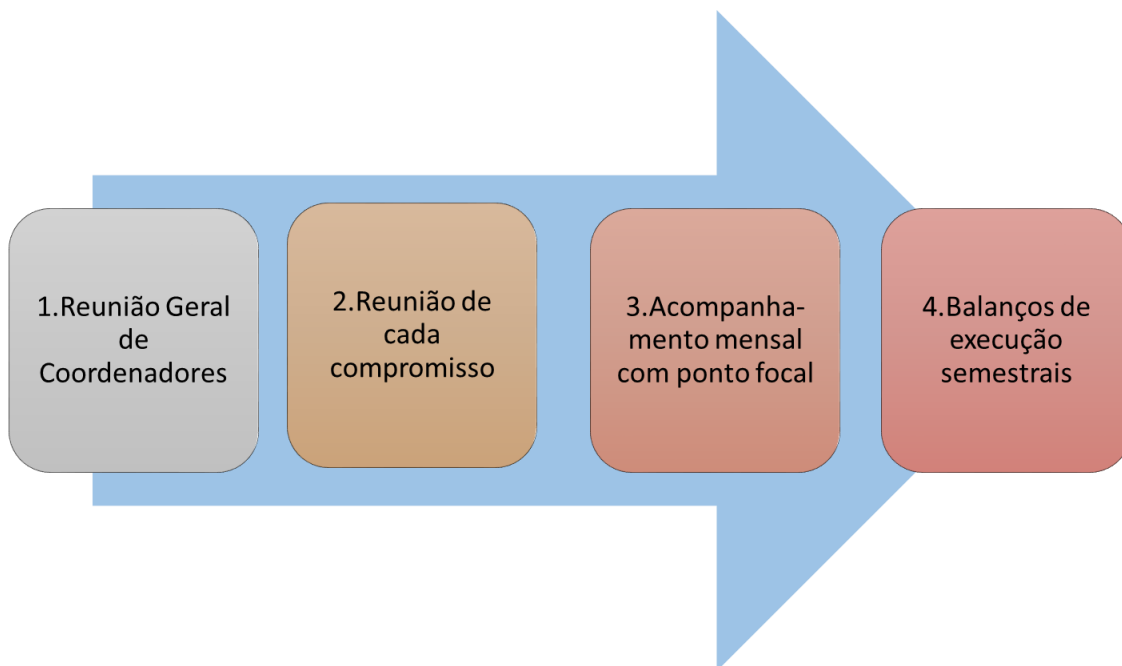 1.Reunião Geral
de
Coordenadores
2.Reunião de
cada
compromisso
3.Acompanha-
mento mensal
com ponto focal
4.Balanços de
execução
semestrais